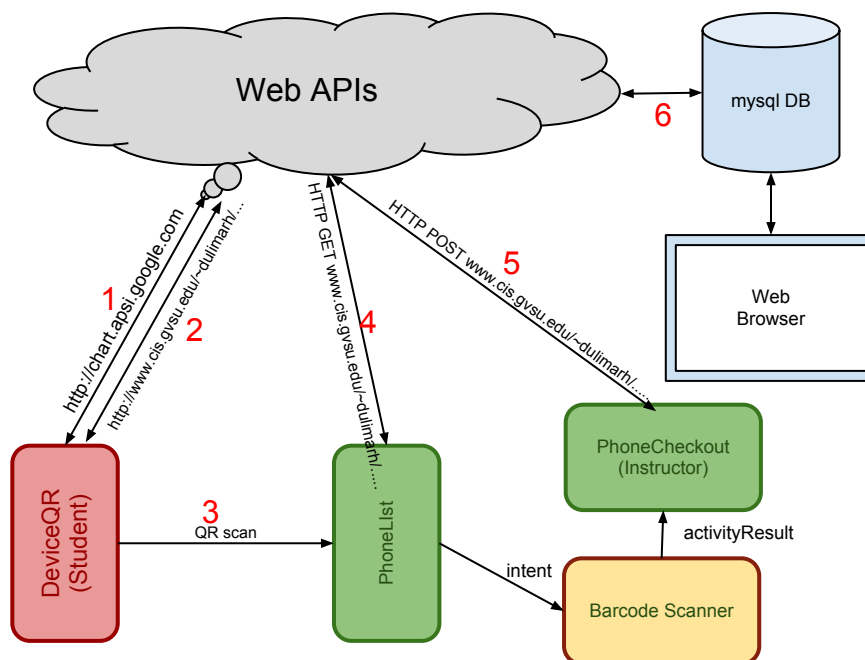 Web APIs
6
mysql DB
Web
Browser
1
http://chart.apsi.google.com
2
http://www.cis.gvsu.edu/~dulimarh/...
4
HTTP GET www.cis.gvsu.edu/~dulimarh/.....
5
HTTP POST www.cis.gvsu.edu/~dulimarh/.....
DeviceQR
(Student)
3
QR scan
PhoneLIst
intent
PhoneCheckout
(Instructor)
activityResult
Barcode Scanner